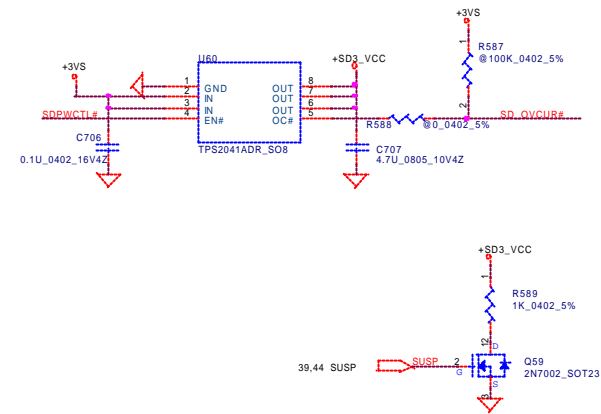 +3VS
R587
@100K_0402_5%
1
2
+3VS
U60
+SD3_VCC
1 GND OUT 8
2 IN OUT 7
3 IN OUT 6
4 EN# OC# 5
SDPWCTL#
R588 @0_0402_5%
SD_OVCUR#
C706
0.1U_0402_16V4Z
TPS2041ADR_SO8
C707
4.7U_0805_10V4Z
+SD3_VCC
1
R589
1K_0402_5%
12
D
39,44 SUSP
SUSP
2
G
Q59
2N7002_SOT23
S
3